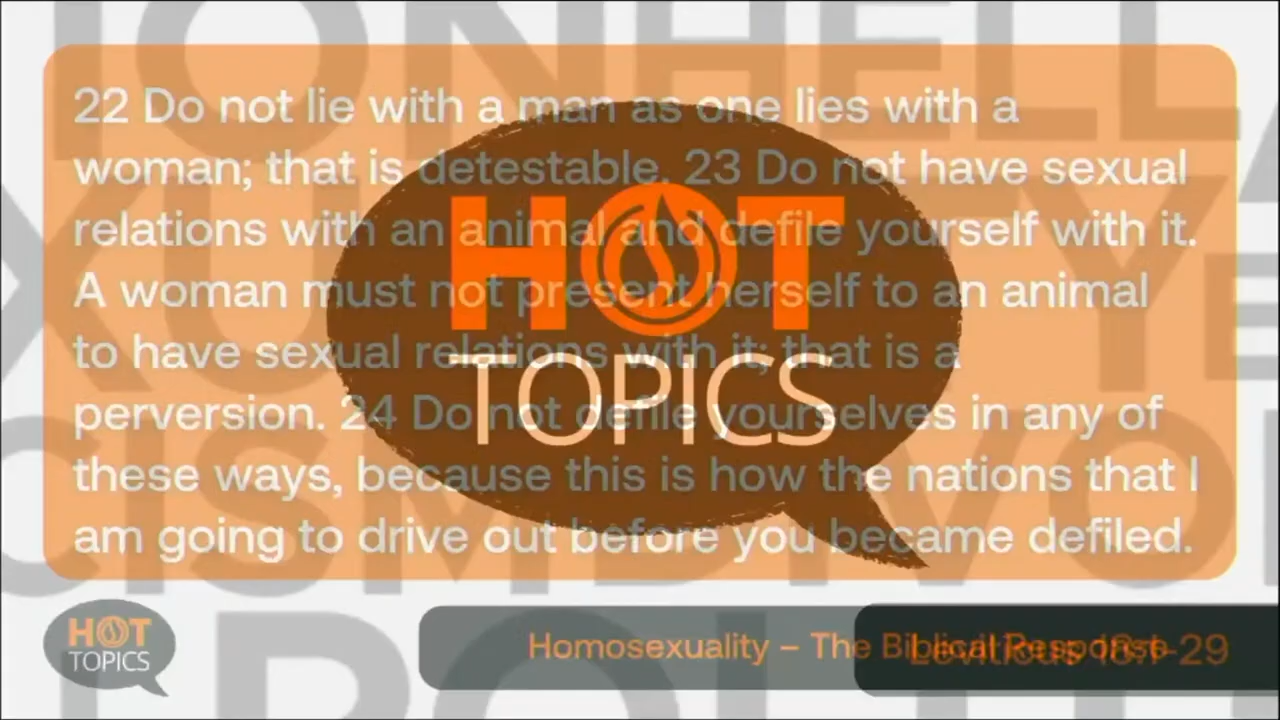 22 Do not lie with a man as one lies with a
woman; that is detestable. 23 Do not have sexual
relations with an animal and defile yourself with it.
A woman must not present herself to an animal
to have sexual relations with it; that is a
perversion. 24 Do not defile yourselves in any of
these ways, because this is how the nations that I
am going to drive out before you became defiled.
HOT
TOPICS
HOT
TOPICS
Homosexuality – The Biblical Response
Leviticus 18:1-29